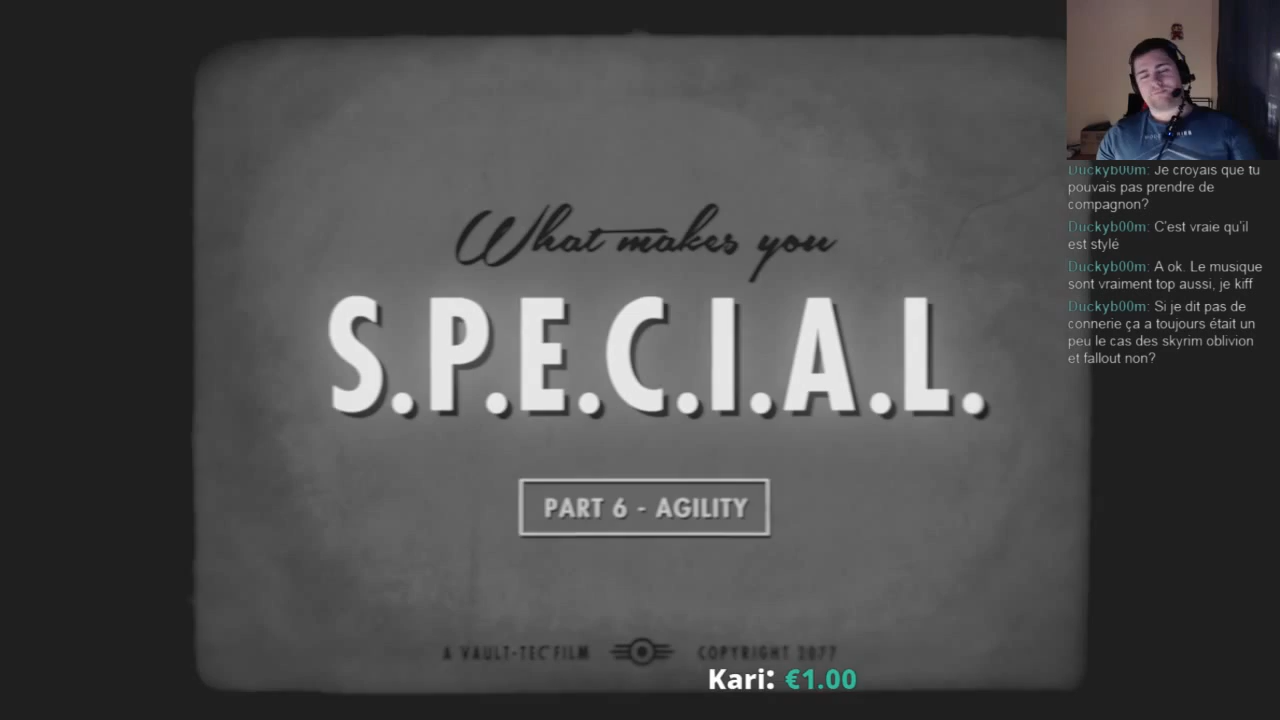 What makes you
S.P.E.C.I.A.L.
PART 6 - AGILITY
A VAULT-TEC FILM COPYRIGHT 2077
Kari: €1.00
Duckyb00m: Je croyais que tu
pouvais pas prendre de
compagnon?
Duckyb00m: C'est vraie qu'il
est stylé
Duckyb00m: A ok. Le musique
sont vraiment top aussi, je kiff
Duckyb00m: Si je dit pas de
connerie ça a toujours était un
peu le cas des skyrim oblivion
et fallout non?